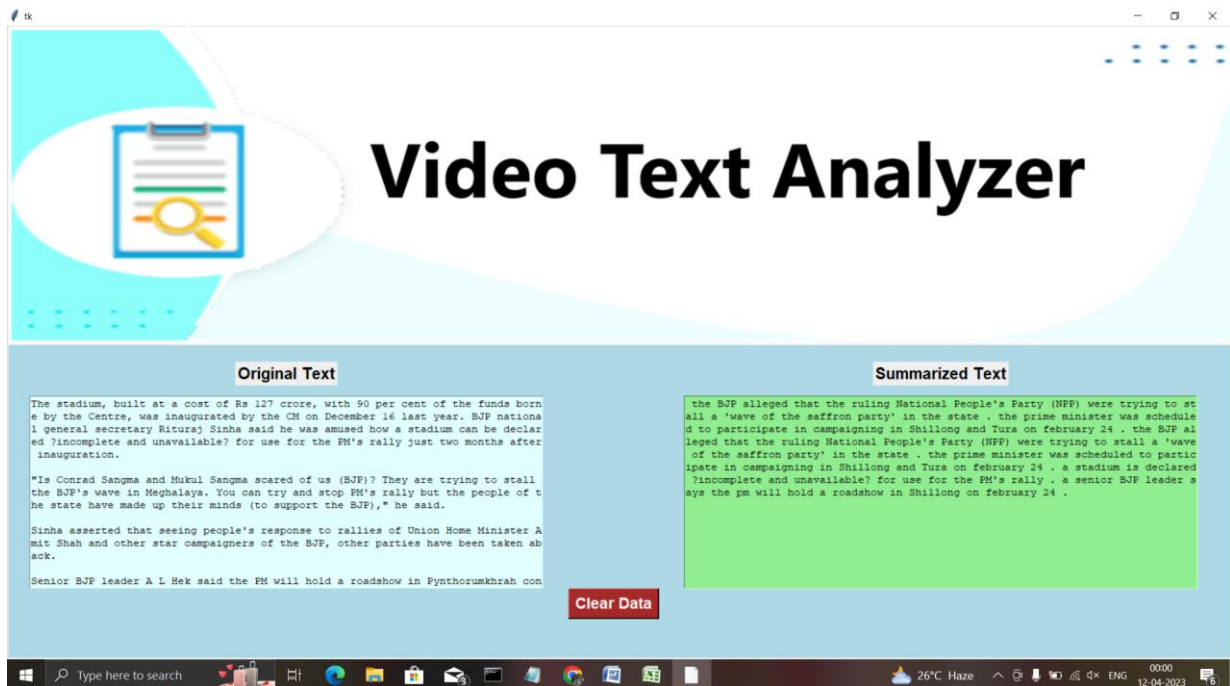 tk
Video Text Analyzer
Original Text
The stadium, built at a cost of Rs 127 crore, with 90 per cent of the funds born
e by the Centre, was inaugurated by the CM on December 16 last year. BJP nationa
l general secretary Rituraj Sinha said he was amused how a stadium can be declar
ed ?incomplete and unavailable? for use for the PM's rally just two months after
inauguration.
"Is Conrad Sangma and Mukul Sangma scared of us (BJP)? They are trying to stall
the BJP's wave in Meghalaya. You can try and stop PM's rally but the people of t
he state have made up their minds (to support the BJP)," he said.
Sinha asserted that seeing people's response to rallies of Union Home Minister A
mit Shah and other star campaigners of the BJP, other parties have been taken ab
ack.
Senior BJP leader A L Hek said the PM will hold a roadshow in Pynthorumkhrah con
Summarized Text
the BJP alleged that the ruling National People's Party (NPP) were trying to st
all a 'wave of the saffron party' in the state . the prime minister was schedule
d to participate in campaigning in Shillong and Tura on february 24 . the BJP al
leged that the ruling National People's Party (NPP) were trying to stall a 'wave
of the saffron party' in the state . the prime minister was scheduled to partic
ipate in campaigning in Shillong and Tura on february 24 . a stadium is declared
?incomplete and unavailable? for use for the PM's rally . a senior BJP leader s
ays the pm will hold a roadshow in Shillong on february 24 .
Clear Data
Type here to search
26°C Haze
ENG
00:00
12-04-2023